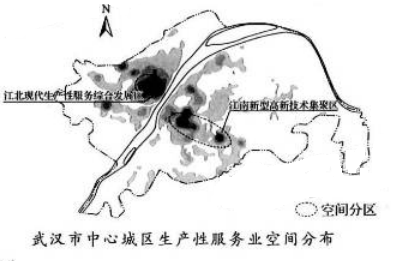 N
江北现代生产性服务综合发展区
江南新型高新技术集聚区
空间分区
武汉市中心城区生产性服务业空间分布